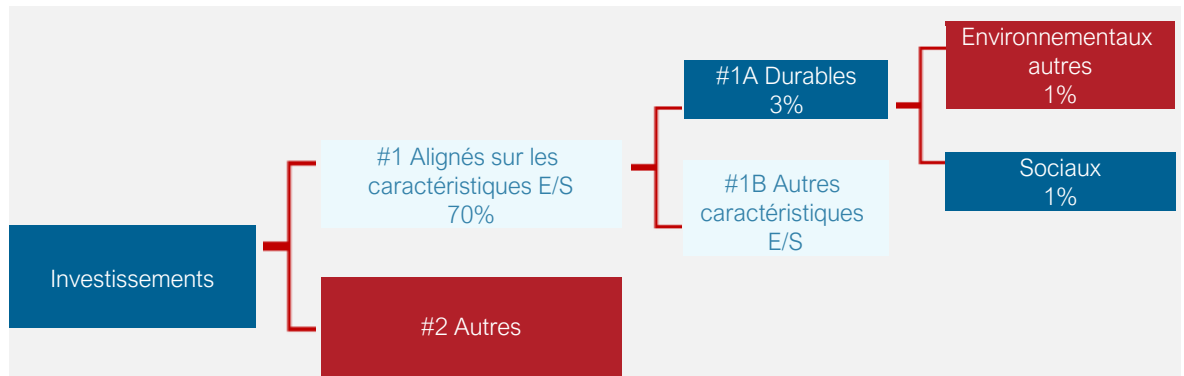 Investissements
#1 Alignés sur les
caractéristiques E/S
70%
#2 Autres
#1A Durables
3%
#1B Autres
caractéristiques
E/S
Environnementaux
autres
1%
Sociaux
1%